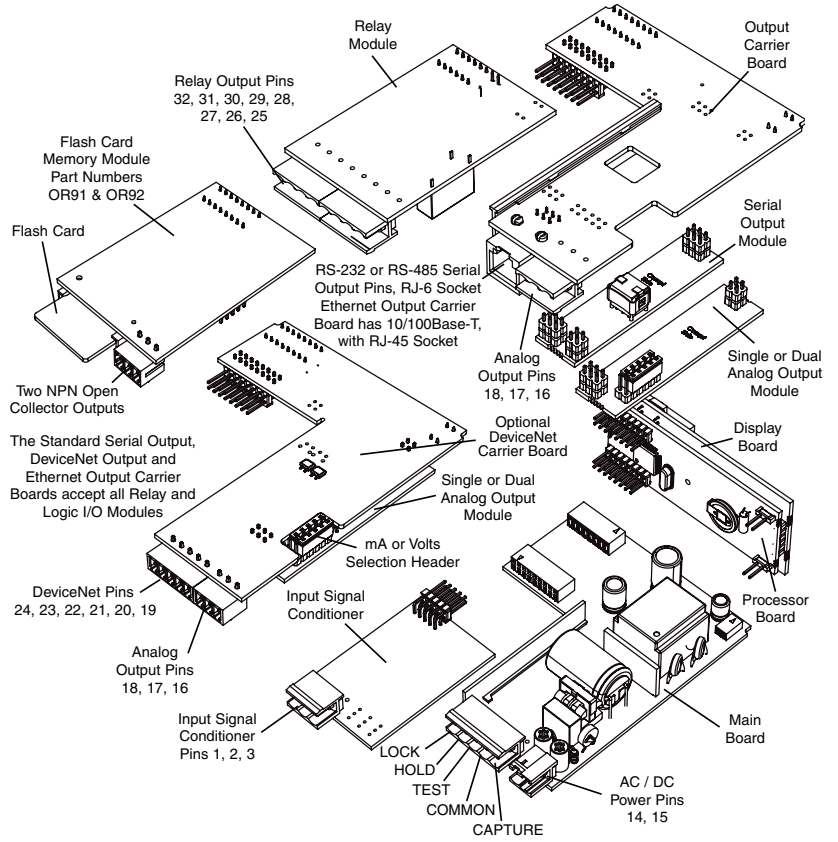 Relay
Module
Output
Carrier
Board
Relay Output Pins
32, 31, 30, 29, 28,
27, 26, 25
Flash Card
Memory Module
Part Numbers
OR91 & OR92
Flash Card
Serial
Output
Module
RS-232 or RS-485 Serial
Output Pins, RJ-6 Socket
Ethernet Output Carrier
Board has 10/100Base-T,
with RJ-45 Socket
Analog
Output Pins
18, 17, 16
Single or Dual
Analog Output
Module
Two NPN Open
Collector Outputs
The Standard Serial Output,
DeviceNet Output and
Ethernet Output Carrier
Boards accept all Relay and
Logic I/O Modules
Optional
DeviceNet
Carrier Board
Display
Board
Single or Dual
Analog Output
Module
mA or Volts
Selection Header
DeviceNet Pins
24, 23, 22, 21, 20, 19
Input Signal
Conditioner
Processor
Board
Analog
Output Pins
18, 17, 16
Input Signal
Conditioner
Pins 1, 2, 3
Main
Board
LOCK
HOLD
TEST
COMMON
CAPTURE
AC / DC
Power Pins
14, 15